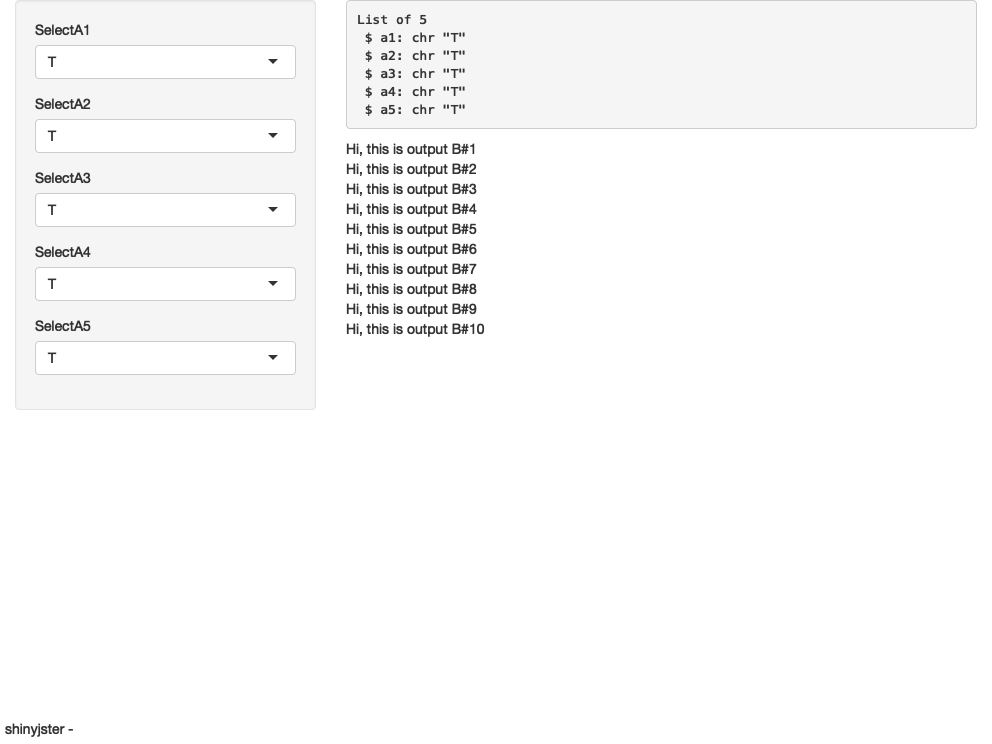 SelectA1
T
SelectA2
T
SelectA3
T
SelectA4
T
SelectA5
T
List of 5
 $ a1: chr "T"
 $ a2: chr "T"
 $ a3: chr "T"
 $ a4: chr "T"
 $ a5: chr "T"
Hi, this is output B#1
Hi, this is output B#2
Hi, this is output B#3
Hi, this is output B#4
Hi, this is output B#5
Hi, this is output B#6
Hi, this is output B#7
Hi, this is output B#8
Hi, this is output B#9
Hi, this is output B#10
shinyjster -